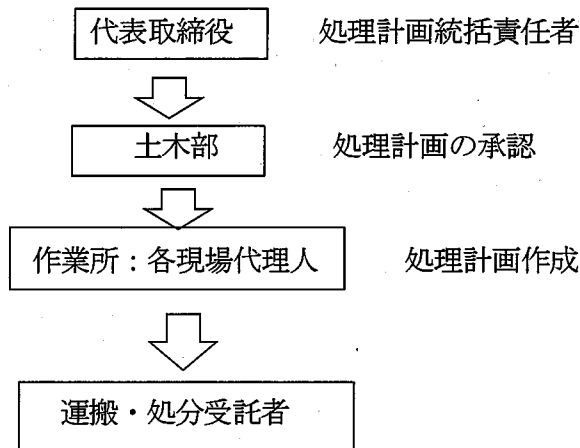 代表取締役 処理計画統括責任者
土木部 処理計画の承認
作業所：各現場代理人 処理計画作成
運搬・処分受託者